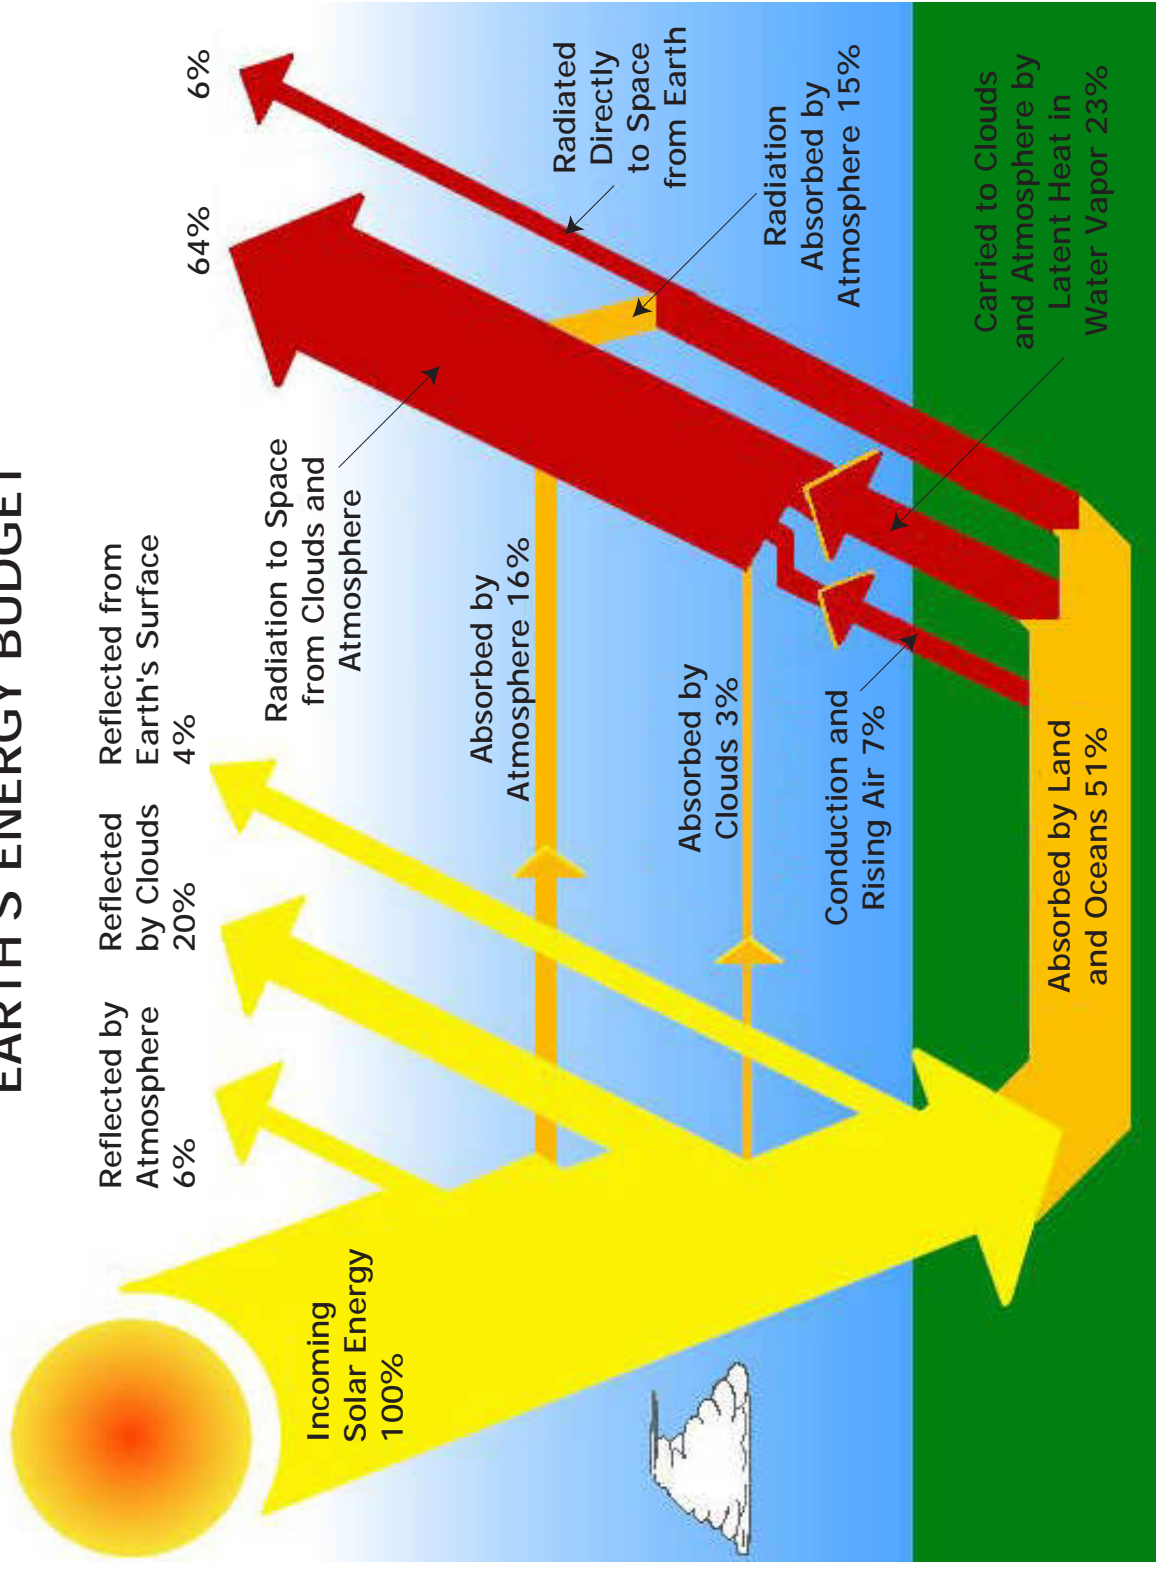 EARTH'S ENERGY BUDGET
Reflected by
Atmosphere
6%
Reflected
by Clouds
20%
Reflected from
Earth's Surface
4%
64%
6%
Incoming
Solar Energy
100%
Radiation to Space
from Clouds and
Atmosphere
Absorbed by
Atmosphere 16%
Radiated
Directly
to Space
from Earth
Absorbed by
Clouds 3%
Radiation
Absorbed by
Atmosphere 15%
Conduction and
Rising Air 7%
Carried to Clouds
and Atmosphere by
Latent Heat in
Water Vapor 23%
Absorbed by Land
and Oceans 51%